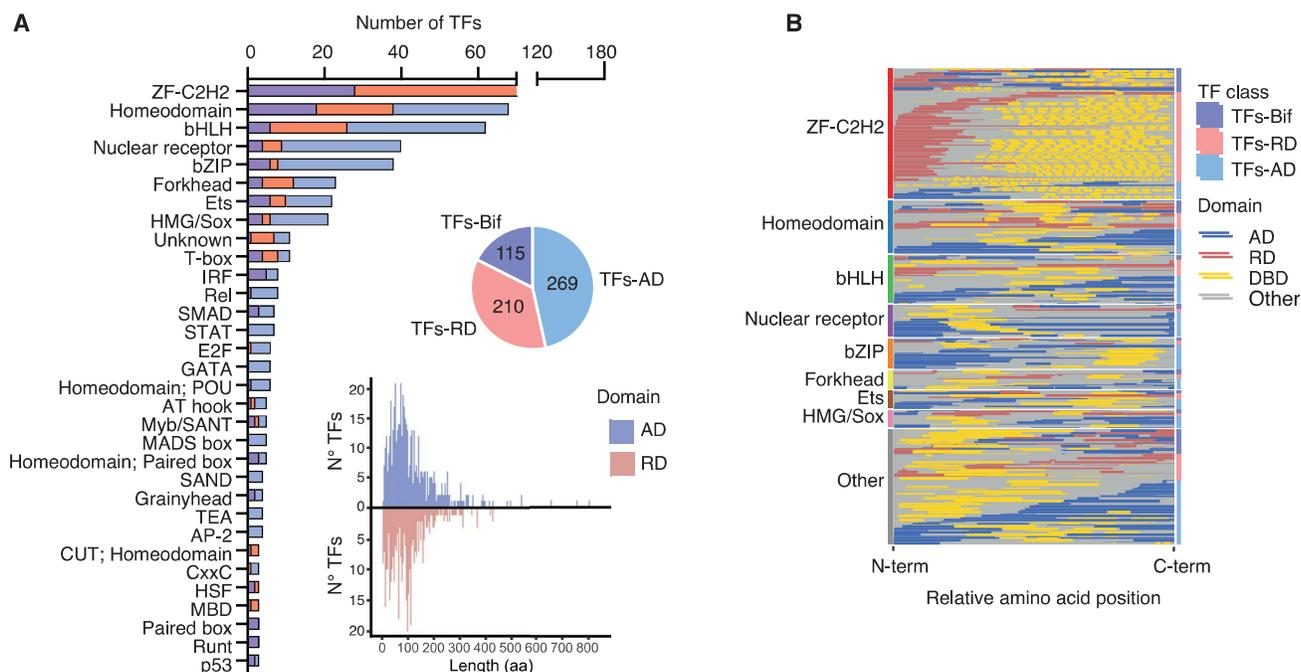 A
Number of TFs
0 20 40 60 120 180
ZF-C2H2
Homeodomain
bHLH
Nuclear receptor
bZIP
Forkhead
Ets
HMG/Sox
Unknown
T-box
IRF
Rel
SMAD
STAT
E2F
GATA
Homeodomain; POU
AT hook
Myb/SANT
MADS box
Homeodomain; Paired box
SAND
Grainyhead
TEA
AP-2
CUT; Homeodomain
CxxC
HSF
MBD
Paired box
Runt
p53
TFs-Bif
115
269
TFs-AD
210
TFs-RD
N° TFs
20
15
10
5
0
N° TFs
5
10
15
20
0 100 200 300 400 500 600 700 800
Length (aa)
Domain
AD
RD
B
ZF-C2H2
Homeodomain
bHLH
Nuclear receptor
bZIP
Forkhead
Ets
HMG/Sox
Other
N-term C-term
Relative amino acid position
TF class
TFs-Bif
TFs-RD
TFs-AD
Domain
AD
RD
DBD
Other